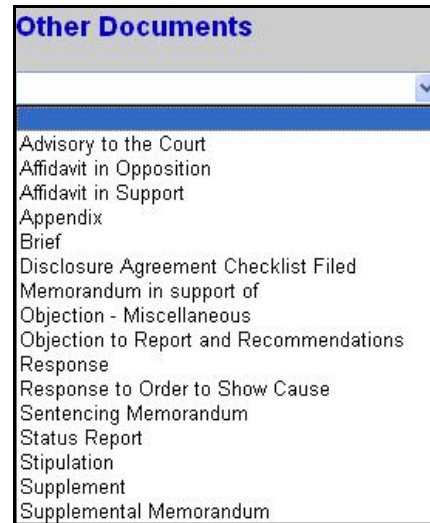 Other Documents
Advisory to the Court
Affidavit in Opposition
Affidavit in Support
Appendix
Brief
Disclosure Agreement Checklist Filed
Memorandum in support of
Objection - Miscellaneous
Objection to Report and Recommendations
Response
Response to Order to Show Cause
Sentencing Memorandum
Status Report
Stipulation
Supplement
Supplemental Memorandum